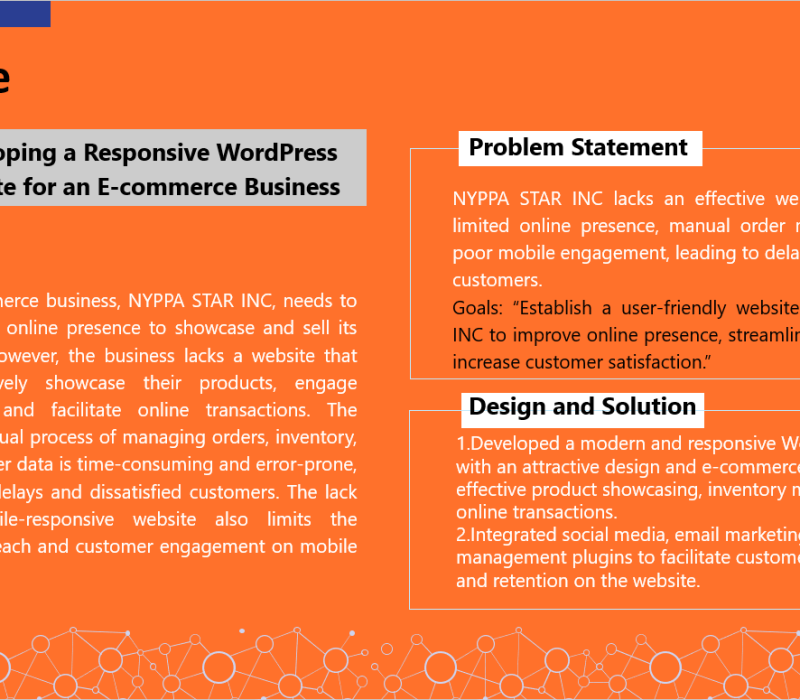 e
oping a Responsive WordPress
te for an E-commerce Business
merce business, NYPPA STAR INC, needs to
online presence to showcase and sell its
owever, the business lacks a website that
vely showcase their products, engage
and facilitate online transactions. The
ual process of managing orders, inventory,
er data is time-consuming and error-prone,
delays and dissatisfied customers. The lack
ile-responsive website also limits the
each and customer engagement on mobile
Problem Statement
NYPPA STAR INC lacks an effective we
limited online presence, manual order
poor mobile engagement, leading to dela
customers.
Goals: “Establish a user-friendly website
INC to improve online presence, streamlin
increase customer satisfaction.”
Design and Solution
1.Developed a modern and responsive W
with an attractive design and e-commerce
effective product showcasing, inventory
online transactions.
2.Integrated social media, email marketing
management plugins to facilitate custome
and retention on the website.